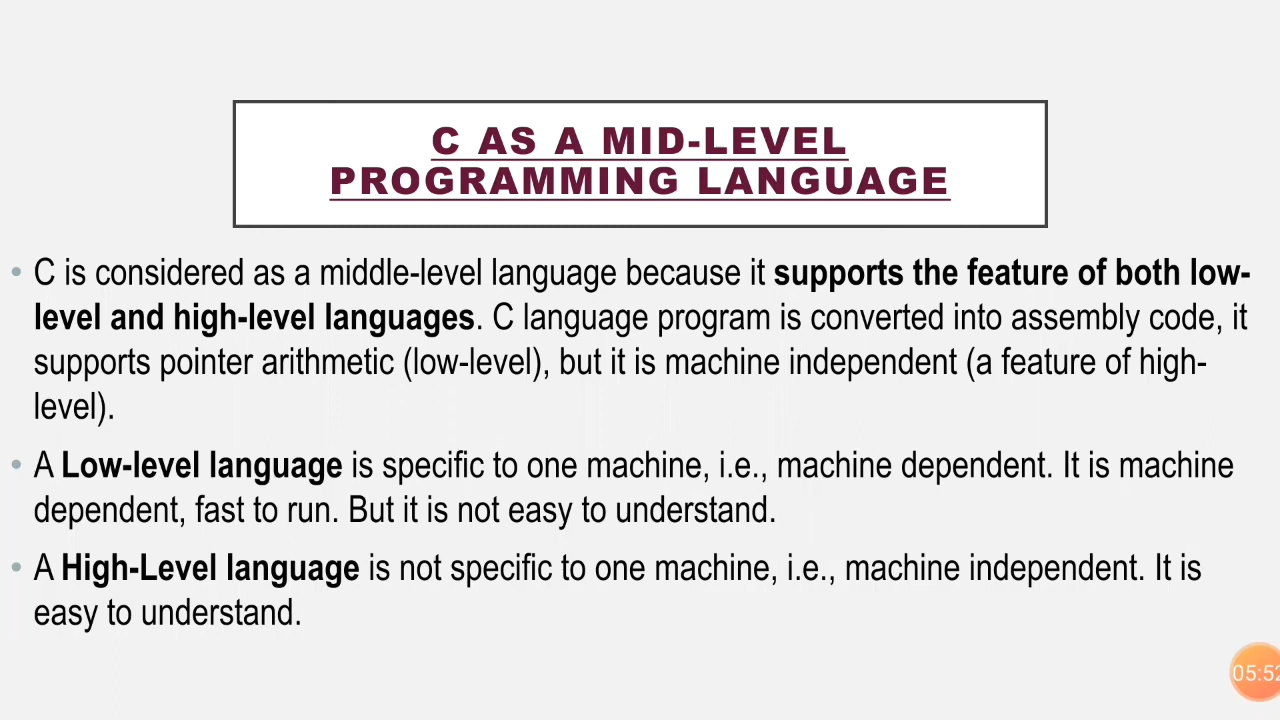 C AS A MID-LEVEL
PROGRAMMING LANGUAGE
• C is considered as a middle-level language because it supports the feature of both low-
level and high-level languages. C language program is converted into assembly code, it
supports pointer arithmetic (low-level), but it is machine independent (a feature of high-
level).
• A Low-level language is specific to one machine, i.e., machine dependent. It is machine
dependent, fast to run. But it is not easy to understand.
• A High-Level language is not specific to one machine, i.e., machine independent. It is
easy to understand.
05:52